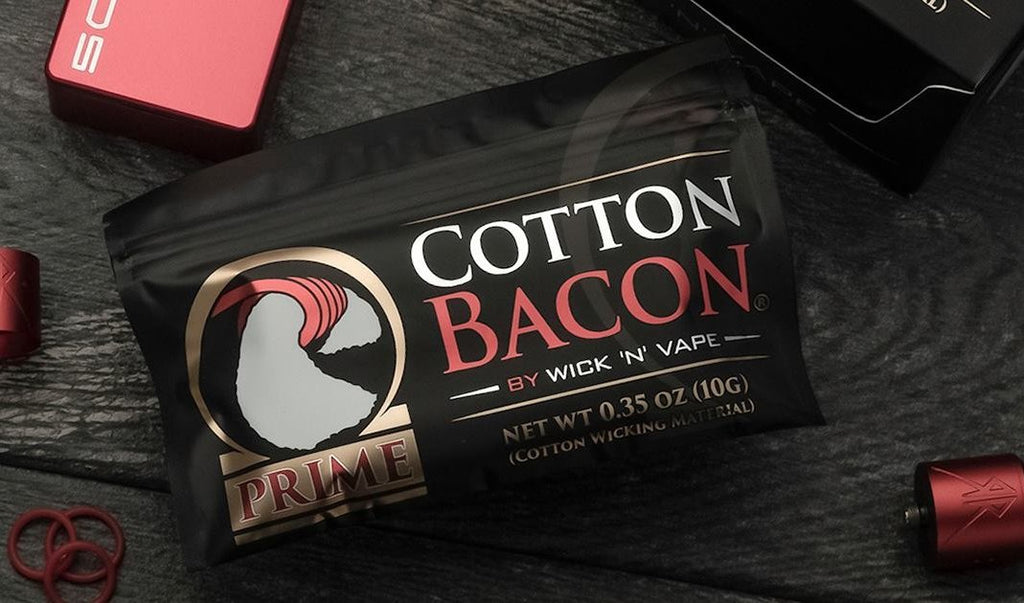 COTTON
BACON®
BY WICK 'N' VAPE
NET WT 0.35 OZ (10G)
(COTTON WICKING MATERIAL)
PRIME